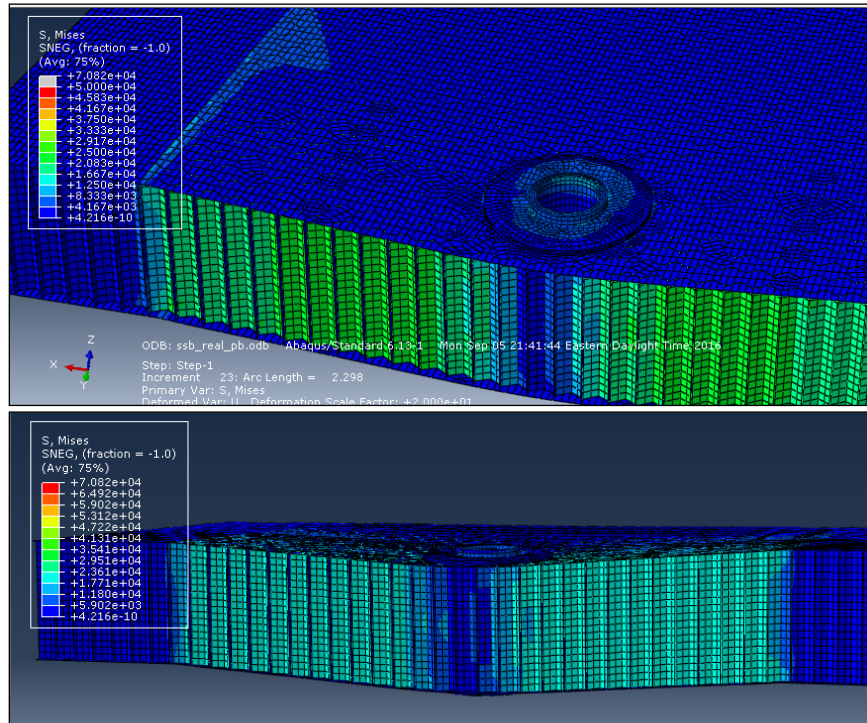 S, Mises
SNEG, (fraction = -1.0)
(Avg: 75%)
+7.082e+04
+5.000e+04
+4.583e+04
+4.167e+04
+3.750e+04
+3.333e+04
+2.917e+04
+2.500e+04
+2.083e+04
+1.667e+04
+1.250e+04
+8.333e+03
+4.167e+03
+4.216e-10
Z
X
Y
ODB: ssb_real_pb.odb Abaqus/Standard 6.13-1 Mon Sep 05 21:41:44 Eastern Daylight Time 2016
Step: Step-1
Increment 23: Arc Length = 2.298
Primary Var: S, Mises
Deformed Var: U Deformation Scale Factor: +2.000e+01
S, Mises
SNEG, (fraction = -1.0)
(Avg: 75%)
+7.082e+04
+6.492e+04
+5.902e+04
+5.312e+04
+4.722e+04
+4.131e+04
+3.541e+04
+2.951e+04
+2.361e+04
+1.771e+04
+1.180e+04
+5.902e+03
+4.216e-10